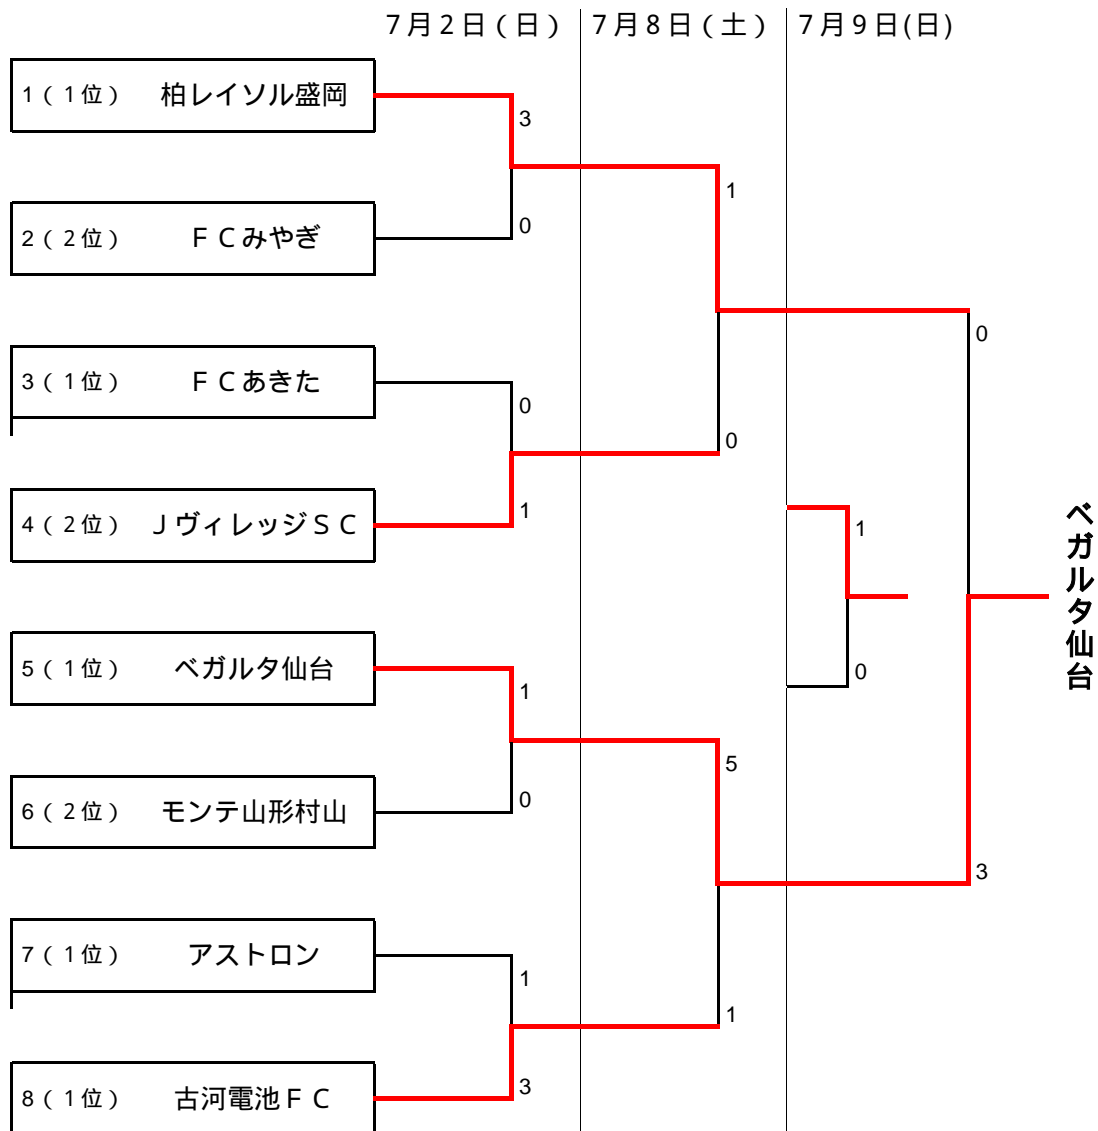 7月2日(日) 7月8日(土) 7月9日(日)
1(1位) 柏レイソル盛岡
3
1
2(2位) FCみやぎ
0
0
3(1位) FCあきた
0
0
4(2位) JヴィレッジSC
1
1
ベガルタ仙台
5(1位) ベガルタ仙台
1
0
5
6(2位) モンテ山形村山
0
3
7(1位) アストロン
1
1
8(1位) 古河電池FC
3